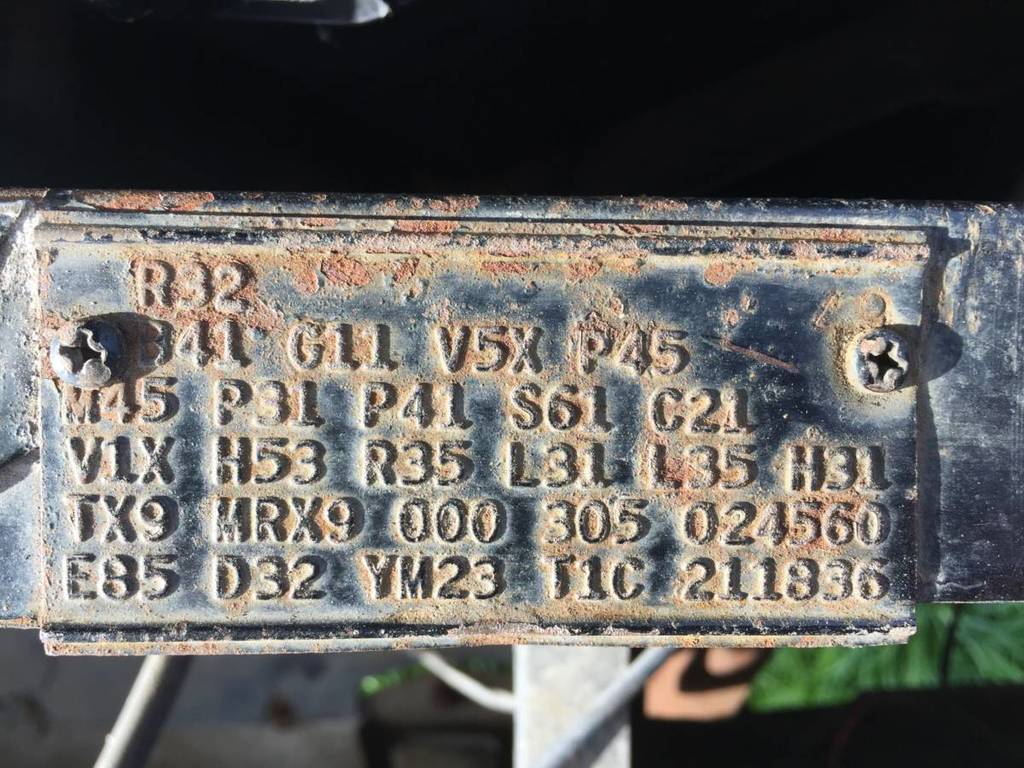 R32
B41 G11 V5X P45
M45 P31 P41 S61 C21
V1X H53 R35 L31 L35 H31
TX9 MRX9 000 305 024560
E85 D32 YM23 T1C 211836